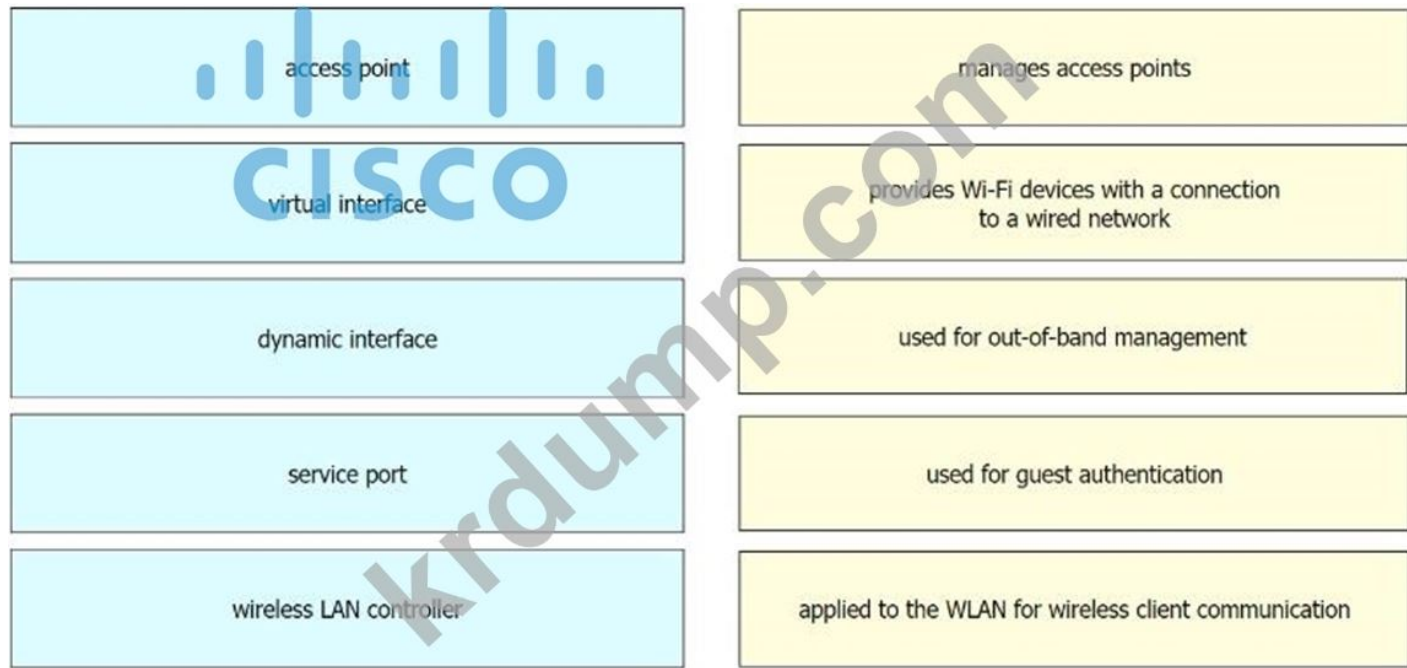 access point
manages access points
CISCO
virtual interface
provides Wi-Fi devices with a connection
to a wired network
dynamic interface
used for out-of-band management
service port
used for guest authentication
wireless LAN controller
applied to the WLAN for wireless client communication
krdump.com